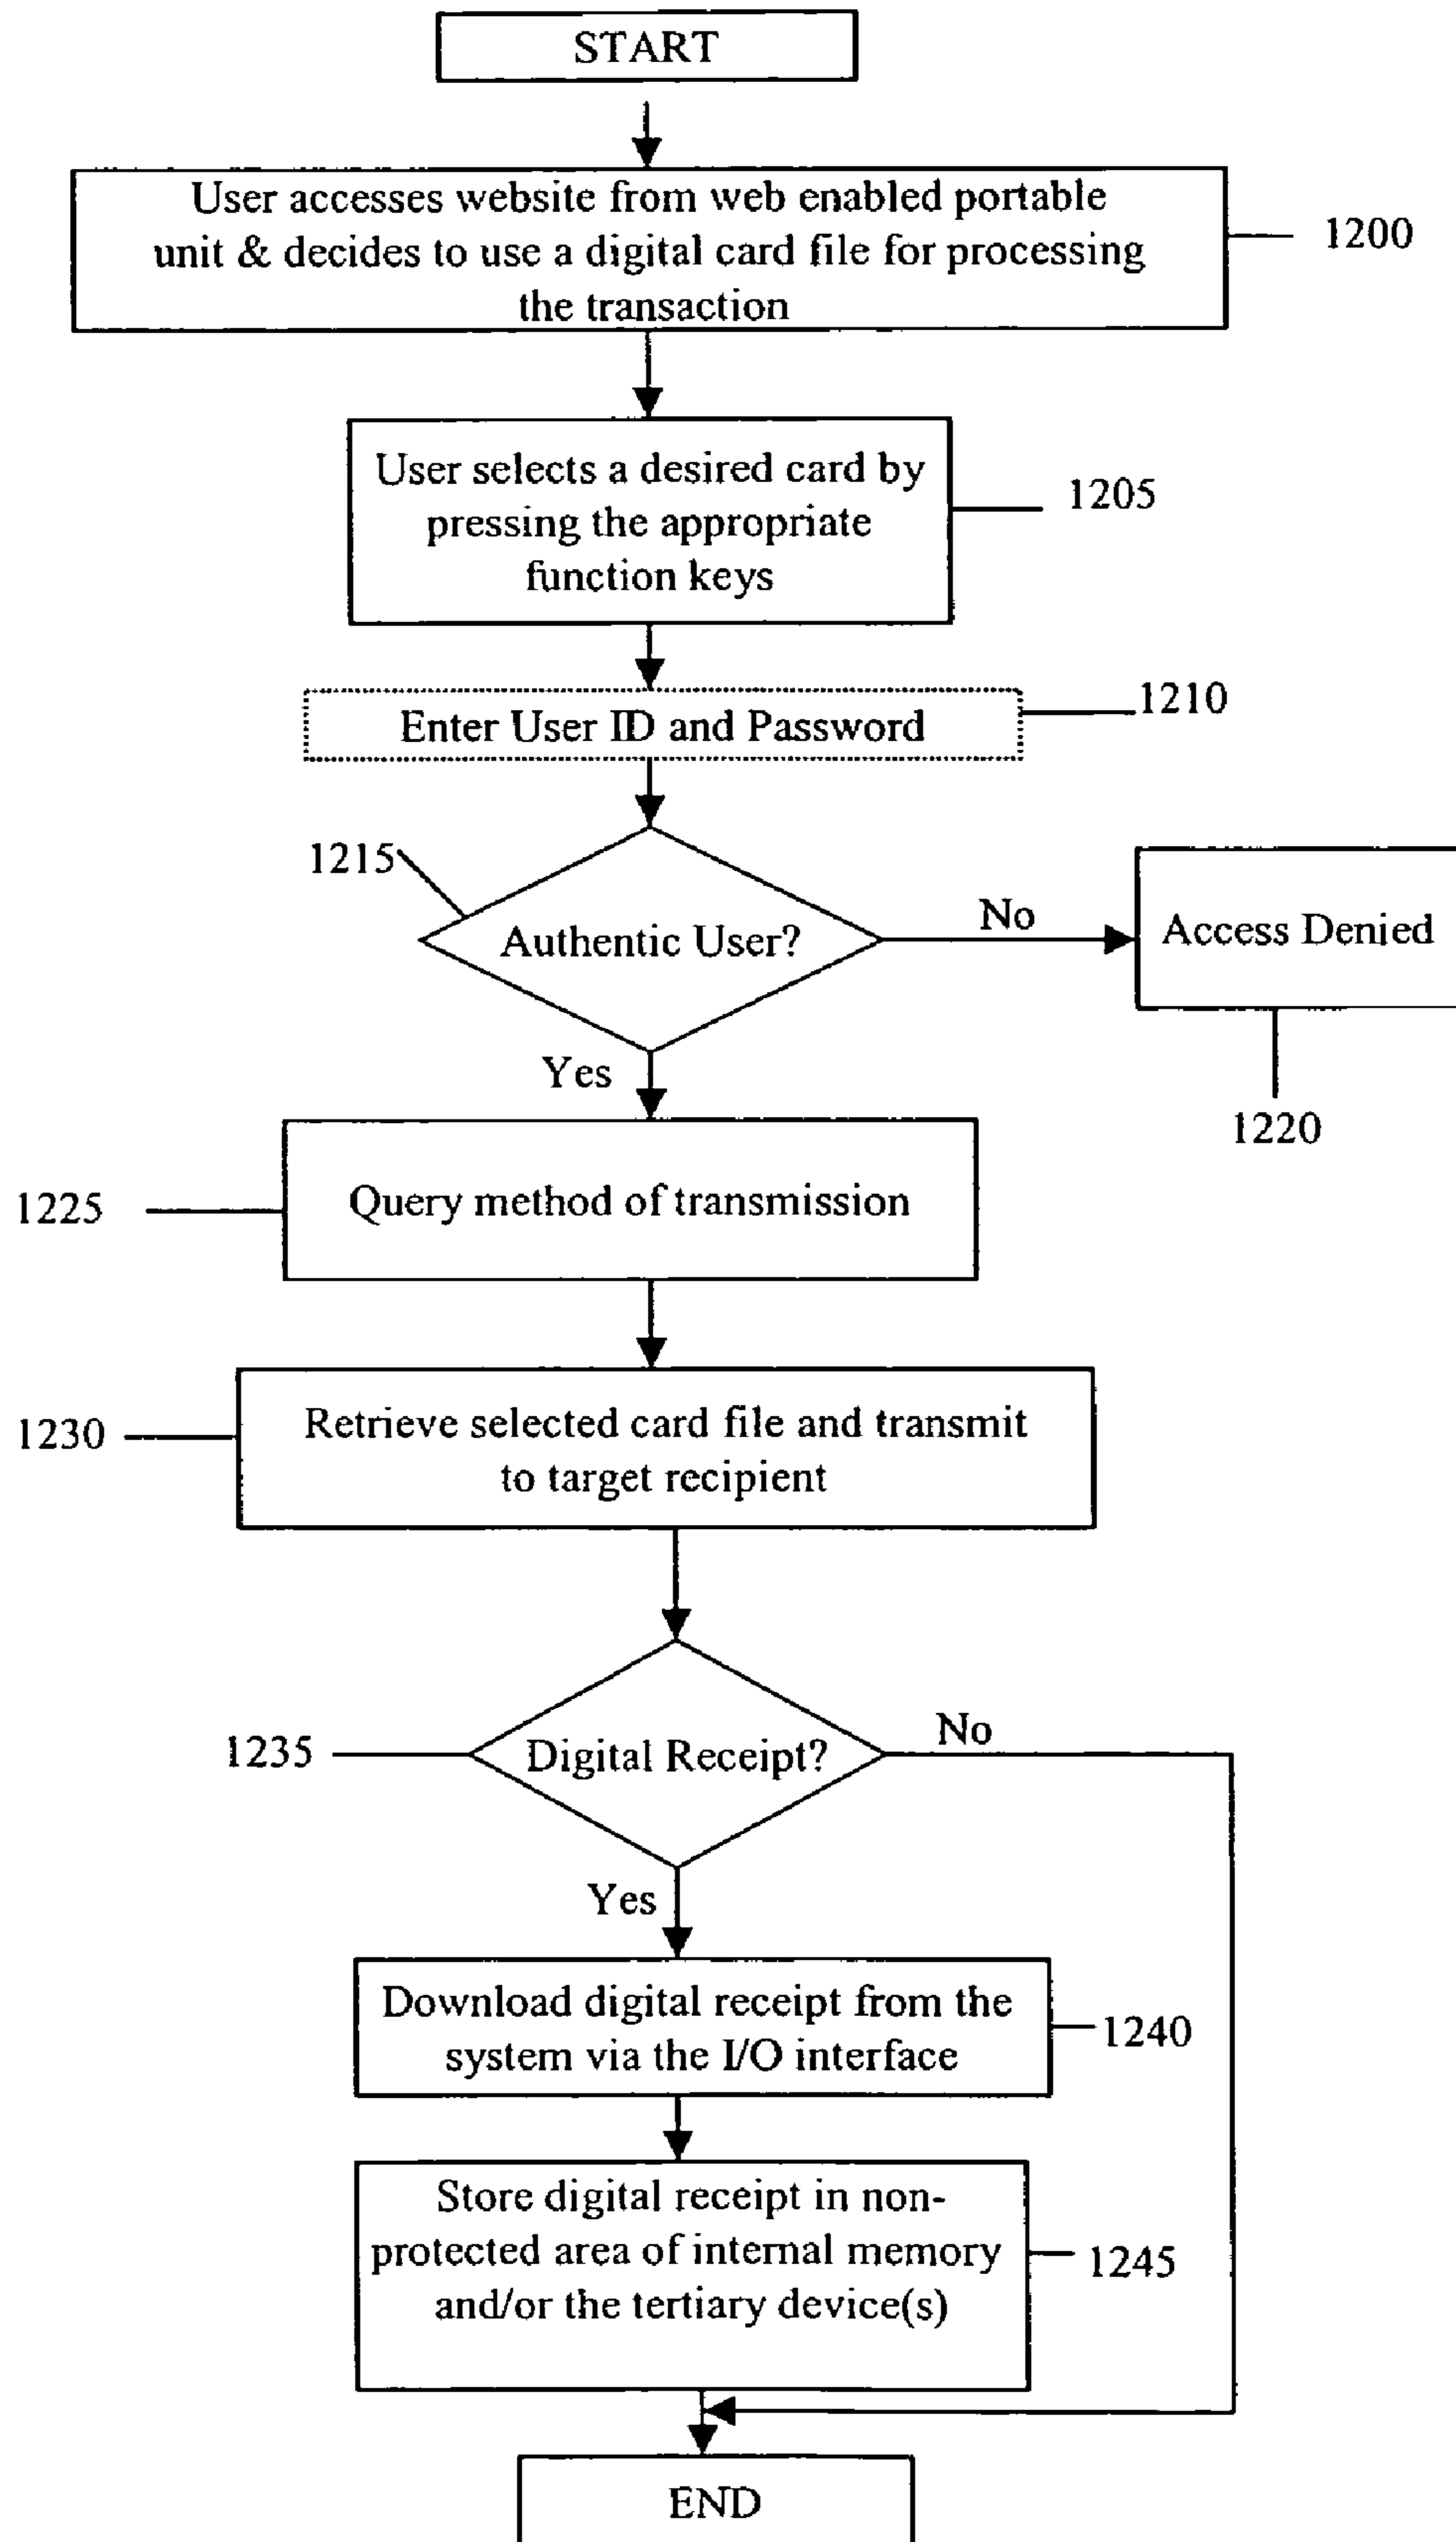 START
User accesses website from web enabled portable
unit & decides to use a digital card file for processing
the transaction
1200
User selects a desired card by
pressing the appropriate
function keys
1205
Enter User ID and Password
1210
1215
Authentic User?
No
Access Denied
1220
Yes
1225
Query method of transmission
1230
Retrieve selected card file and transmit
to target recipient
1235
Digital Receipt?
No
Yes
Download digital receipt from the
system via the I/O interface
1240
Store digital receipt in non-
protected area of internal memory
and/or the tertiary device(s)
1245
END